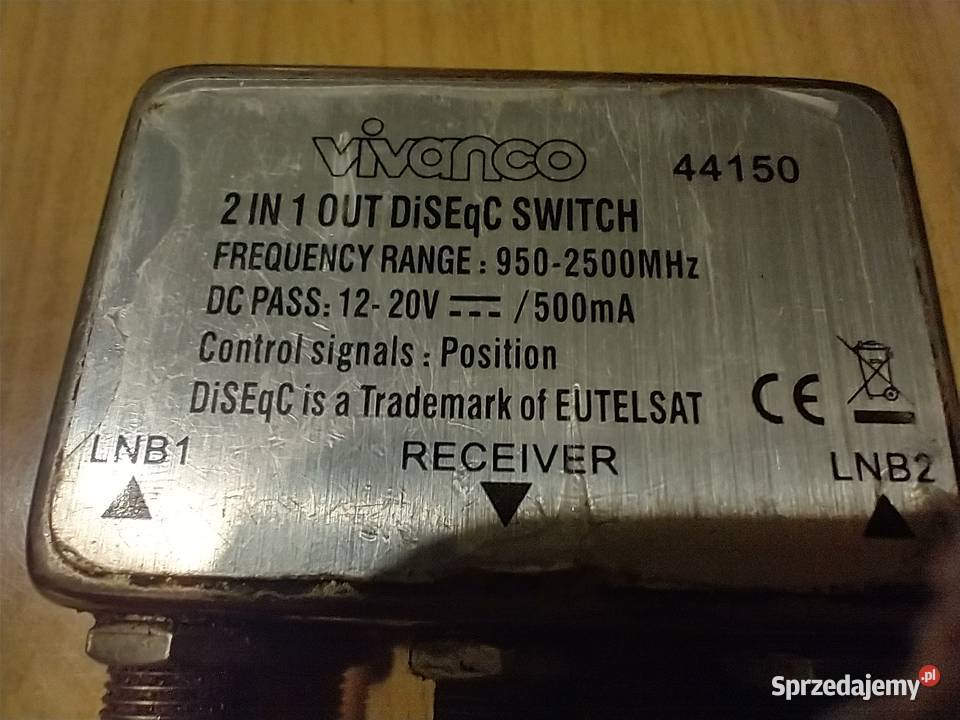 vivanco 44150
2 IN 1 OUT DiSEqC SWITCH
FREQUENCY RANGE : 950-2500MHz
DC PASS: 12-20V ⎓ /500mA
Control signals : Position
DiSEqC is a Trademark of EUTELSAT CE
LNB1 RECEIVER LNB2
Sprzedajemy.pl